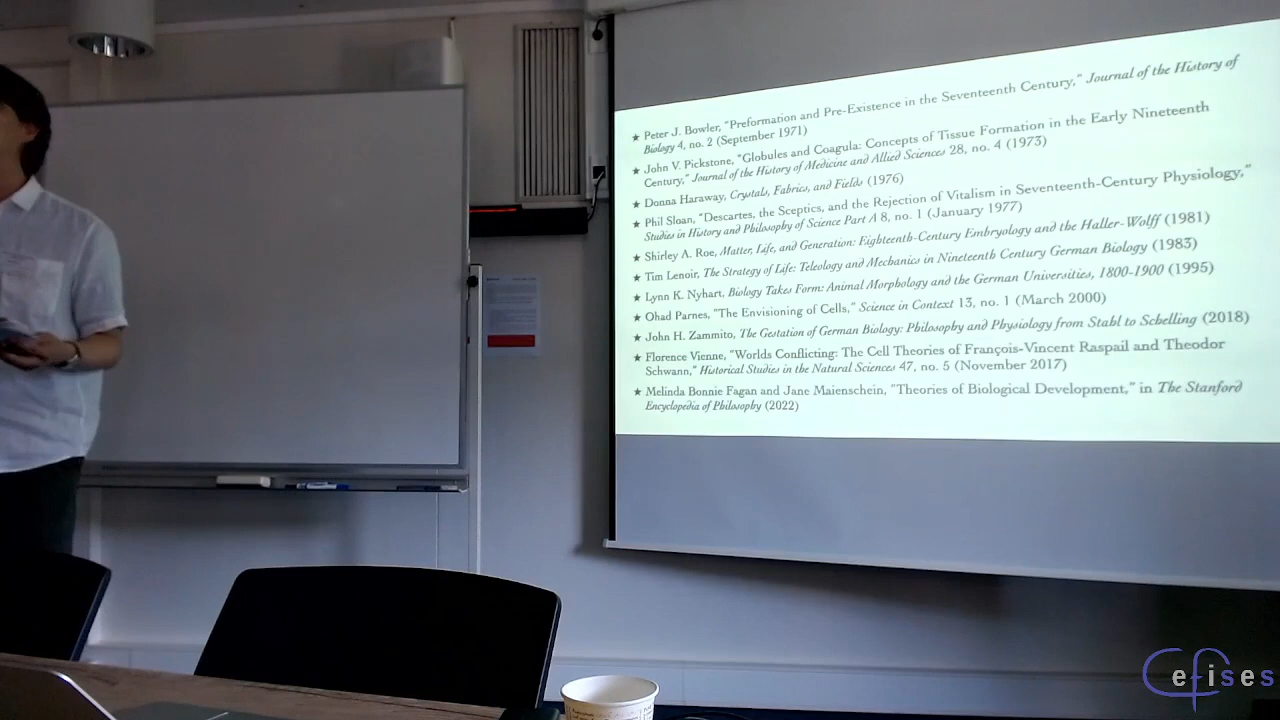 ★ Peter J. Bowler, "Preformation and Pre-Existence in the Seventeenth Century," Journal of the History of
Biology 4, no. 2 (September 1971)
★ John V. Pickstone, "Globules and Coagula: Concepts of Tissue Formation in the Early Nineteenth
Century," Journal of the History of Medicine and Allied Sciences 28, no. 4 (1973)
★ Donna Haraway, Crystals, Fabrics, and Fields (1976)
★ Phil Sloan, "Descartes, the Sceptics, and the Rejection of Vitalism in Seventeenth-Century Physiology,"
Studies in History and Philosophy of Science Part A 8, no. 1 (January 1977)
★ Shirley A. Roe, Matter, Life, and Generation: Eighteenth-Century Embryology and the Haller-Wolff (1981)
★ Tim Lenoir, The Strategy of Life: Teleology and Mechanics in Nineteenth Century German Biology (1983)
★ Lynn K. Nyhart, Biology Takes Form: Animal Morphology and the German Universities, 1800-1900 (1995)
★ Ohad Parnes, "The Envisioning of Cells," Science in Context 13, no. 1 (March 2000)
★ John H. Zammito, The Gestation of German Biology: Philosophy and Physiology from Stahl to Schelling (2018)
★ Florence Vienne, "Worlds Conflicting: The Cell Theories of François-Vincent Raspail and Theodor
Schwann," Historical Studies in the Natural Sciences 47, no. 5 (November 2017)
★ Melinda Bonnie Fagan and Jane Maienschein, "Theories of Biological Development," in The Stanford
Encyclopedia of Philosophy (2022)
Cefises